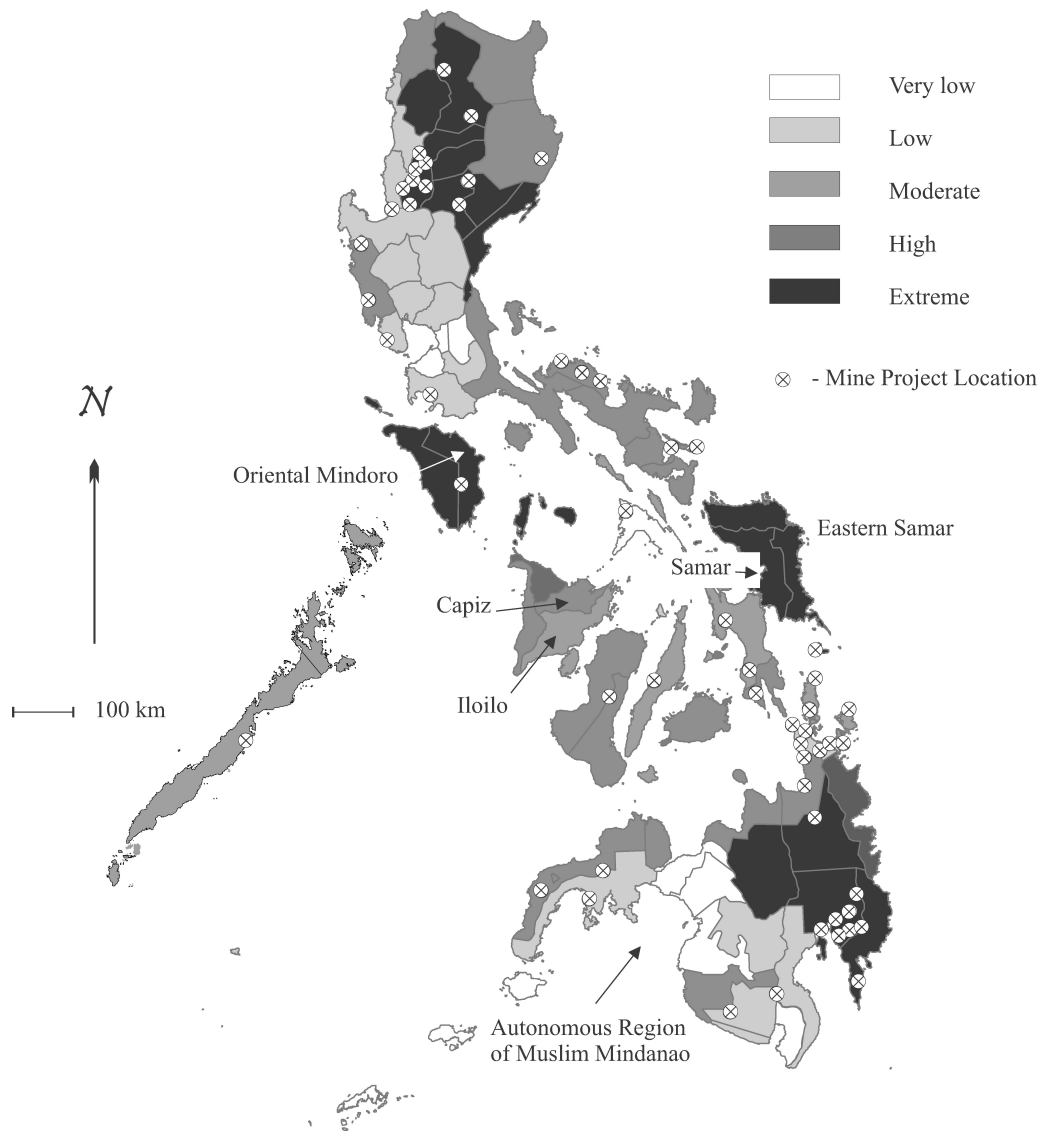 Very low
Low
Moderate
High
Extreme
- Mine Project Location
N
Oriental Mindoro
Eastern Samar
Samar
Capiz
Iloilo
100 km
Autonomous Region
of Muslim Mindanao